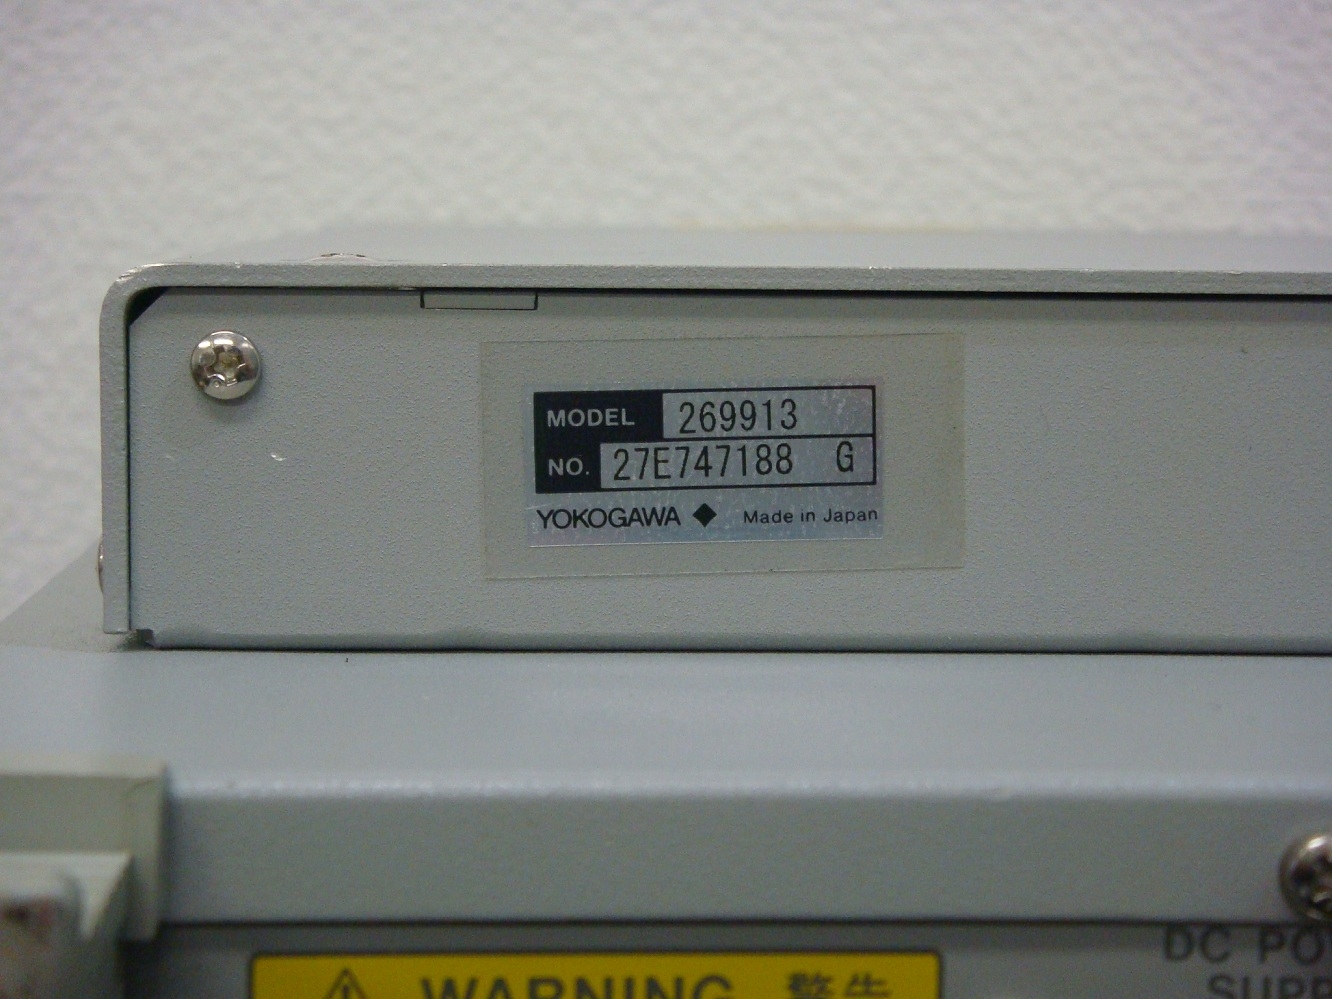 MODEL 269913
NO. 27E747188 G
YOKOGAWA ◆ Made in Japan
DC PO
SUPP
WARNING 警告